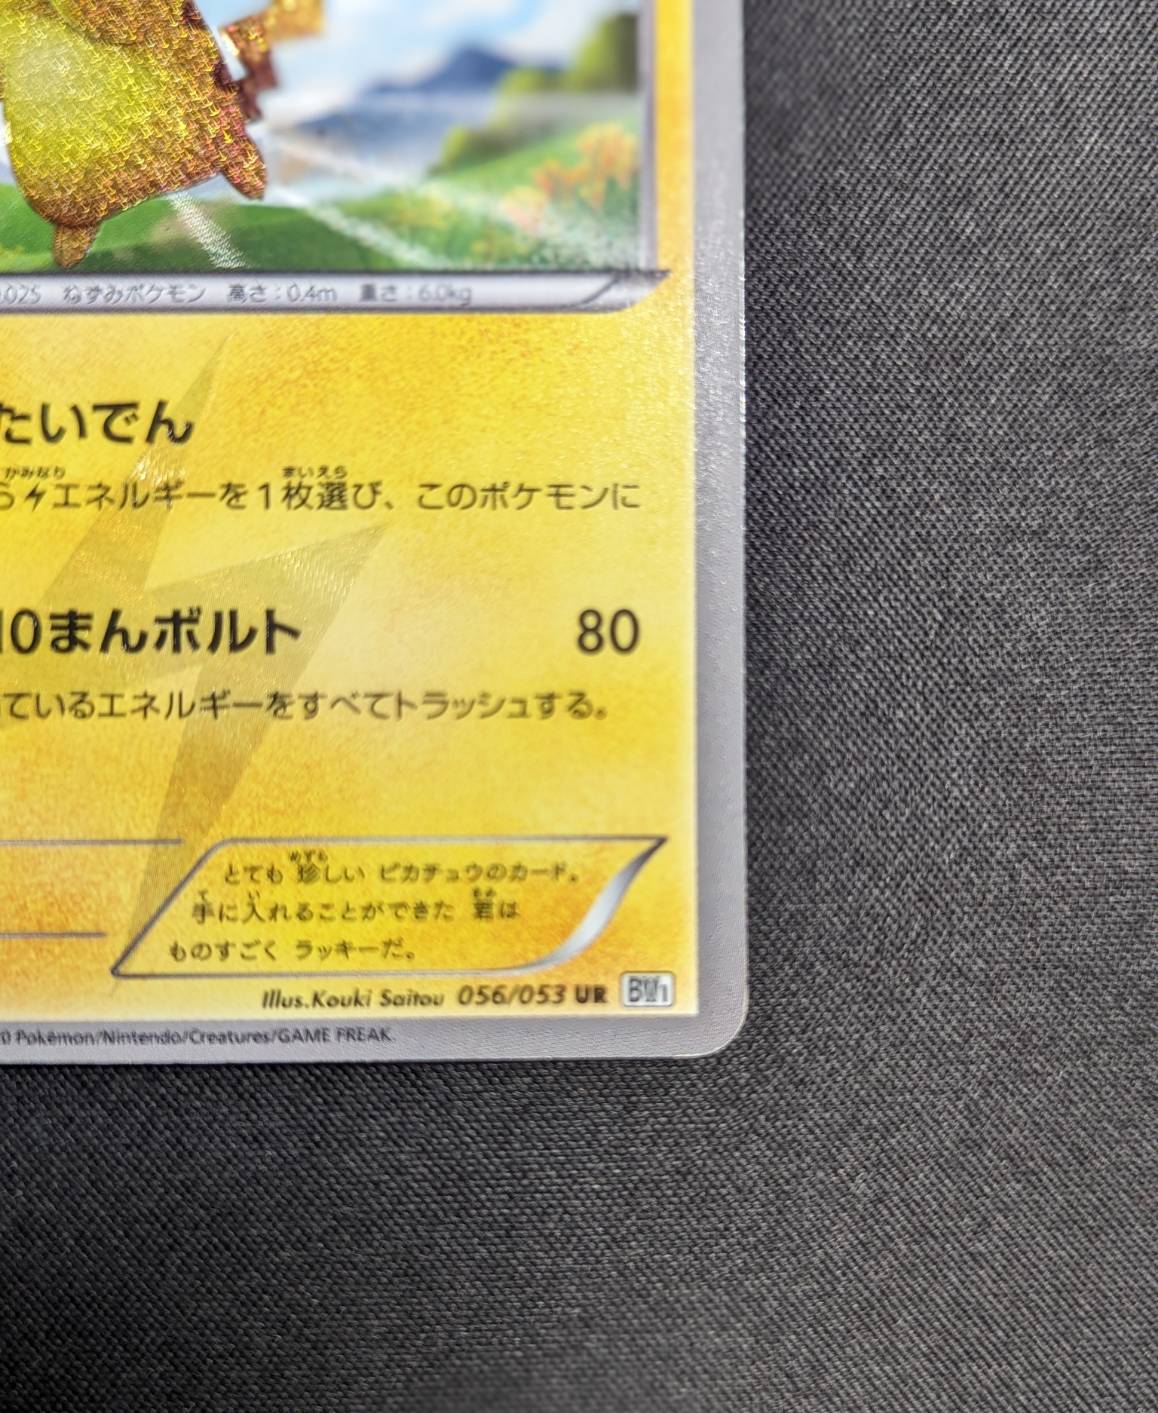 025 ねずみポケモン 高さ：0.4m 重さ：6.0kg
たいでん
かみなり まいえら
ら エネルギーを1枚選び、このポケモンに
10まんボルト 80
ているエネルギーをすべてトラッシュする。
めずら
とても 珍しい ピカチュウのカード。
て い きみ
手に入れることができた 君は
ものすごく ラッキーだ。
Illus.Kouki Saitou 056/053 UR BW1
0 Pokémon/Nintendo/Creatures/GAME FREAK.